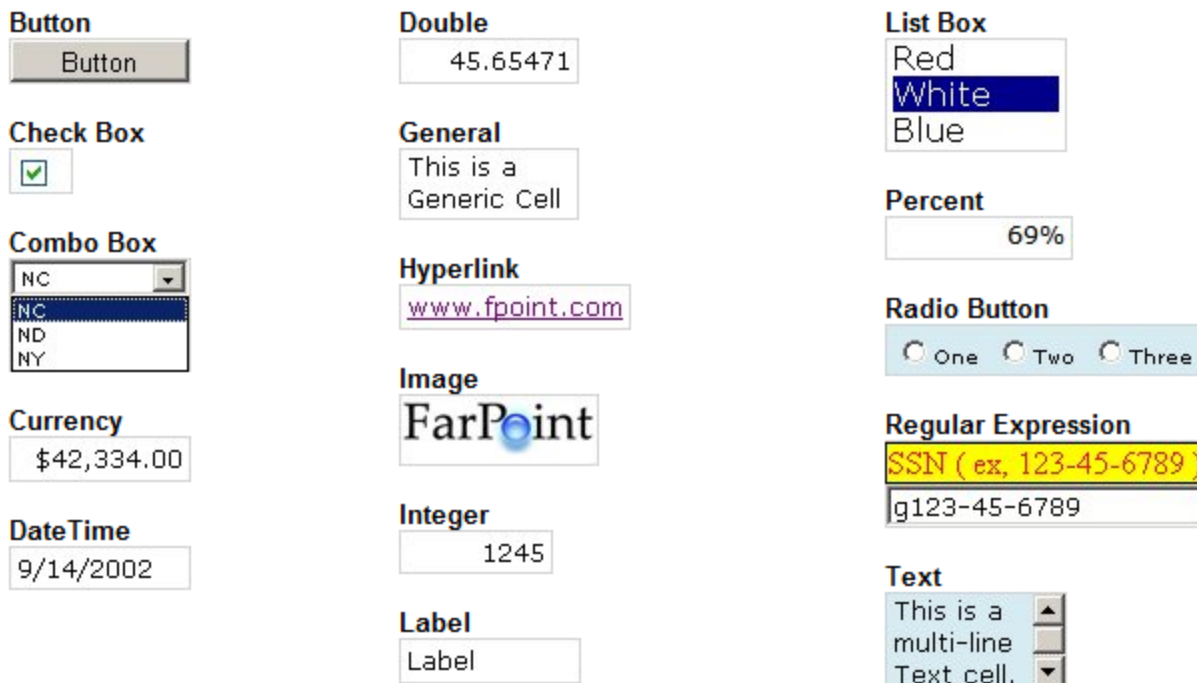 Button
Button
Check Box
Combo Box
NC
NC
ND
NY
Currency
$42,334.00
DateTime
9/14/2002
Double
45.65471
General
This is a
Generic Cell
Hyperlink
www.fpoint.com
Image
FarPoint
Integer
1245
Label
Label
List Box
Red
White
Blue
Percent
69%
Radio Button
One Two Three
Regular Expression
SSN ( ex, 123-45-6789 )
g123-45-6789
Text
This is a
multi-line
Text cell.